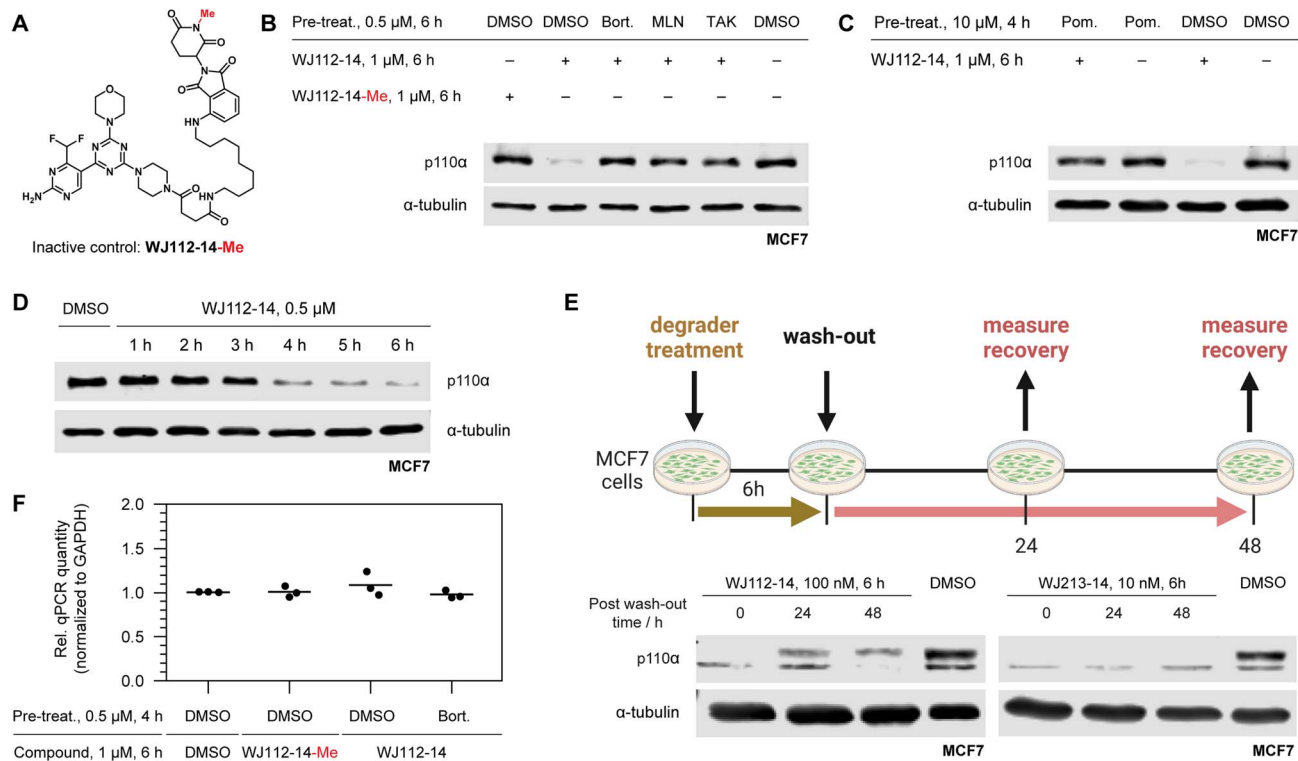 A
N
Me
O
O
N
O
O
O
HN
N
F
F
N
N
N
N
N
N
N
H₂N
N
O
HN
O
Inactive control: WJ112-14-Me
B
Pre-treat., 0.5 µM, 6 h DMSO DMSO Bort. MLN TAK DMSO
WJ112-14, 1 µM, 6 h – + + + + –
WJ112-14-Me, 1 µM, 6 h + – – – – –
p110α
α-tubulin
MCF7
C
Pre-treat., 10 µM, 4 h Pom. Pom. DMSO DMSO
WJ112-14, 1 µM, 6 h + – + –
p110α
α-tubulin
MCF7
D
DMSO WJ112-14, 0.5 µM
1 h 2 h 3 h 4 h 5 h 6 h
p110α
α-tubulin
MCF7
E
degrader
treatment
wash-out
measure
recovery
measure
recovery
MCF7
cells
6h
24
48
WJ112-14, 100 nM, 6 h DMSO WJ213-14, 10 nM, 6h DMSO
Post wash-out
time / h
0 24 48 0 24 48
p110α
α-tubulin
MCF7 MCF7
F
Rel. qPCR quantity
(normalized to GAPDH)
2.0
1.5
1.0
0.5
0.0
Pre-treat., 0.5 µM, 4 h DMSO DMSO DMSO Bort.
Compound, 1 µM, 6 h DMSO WJ112-14-Me WJ112-14